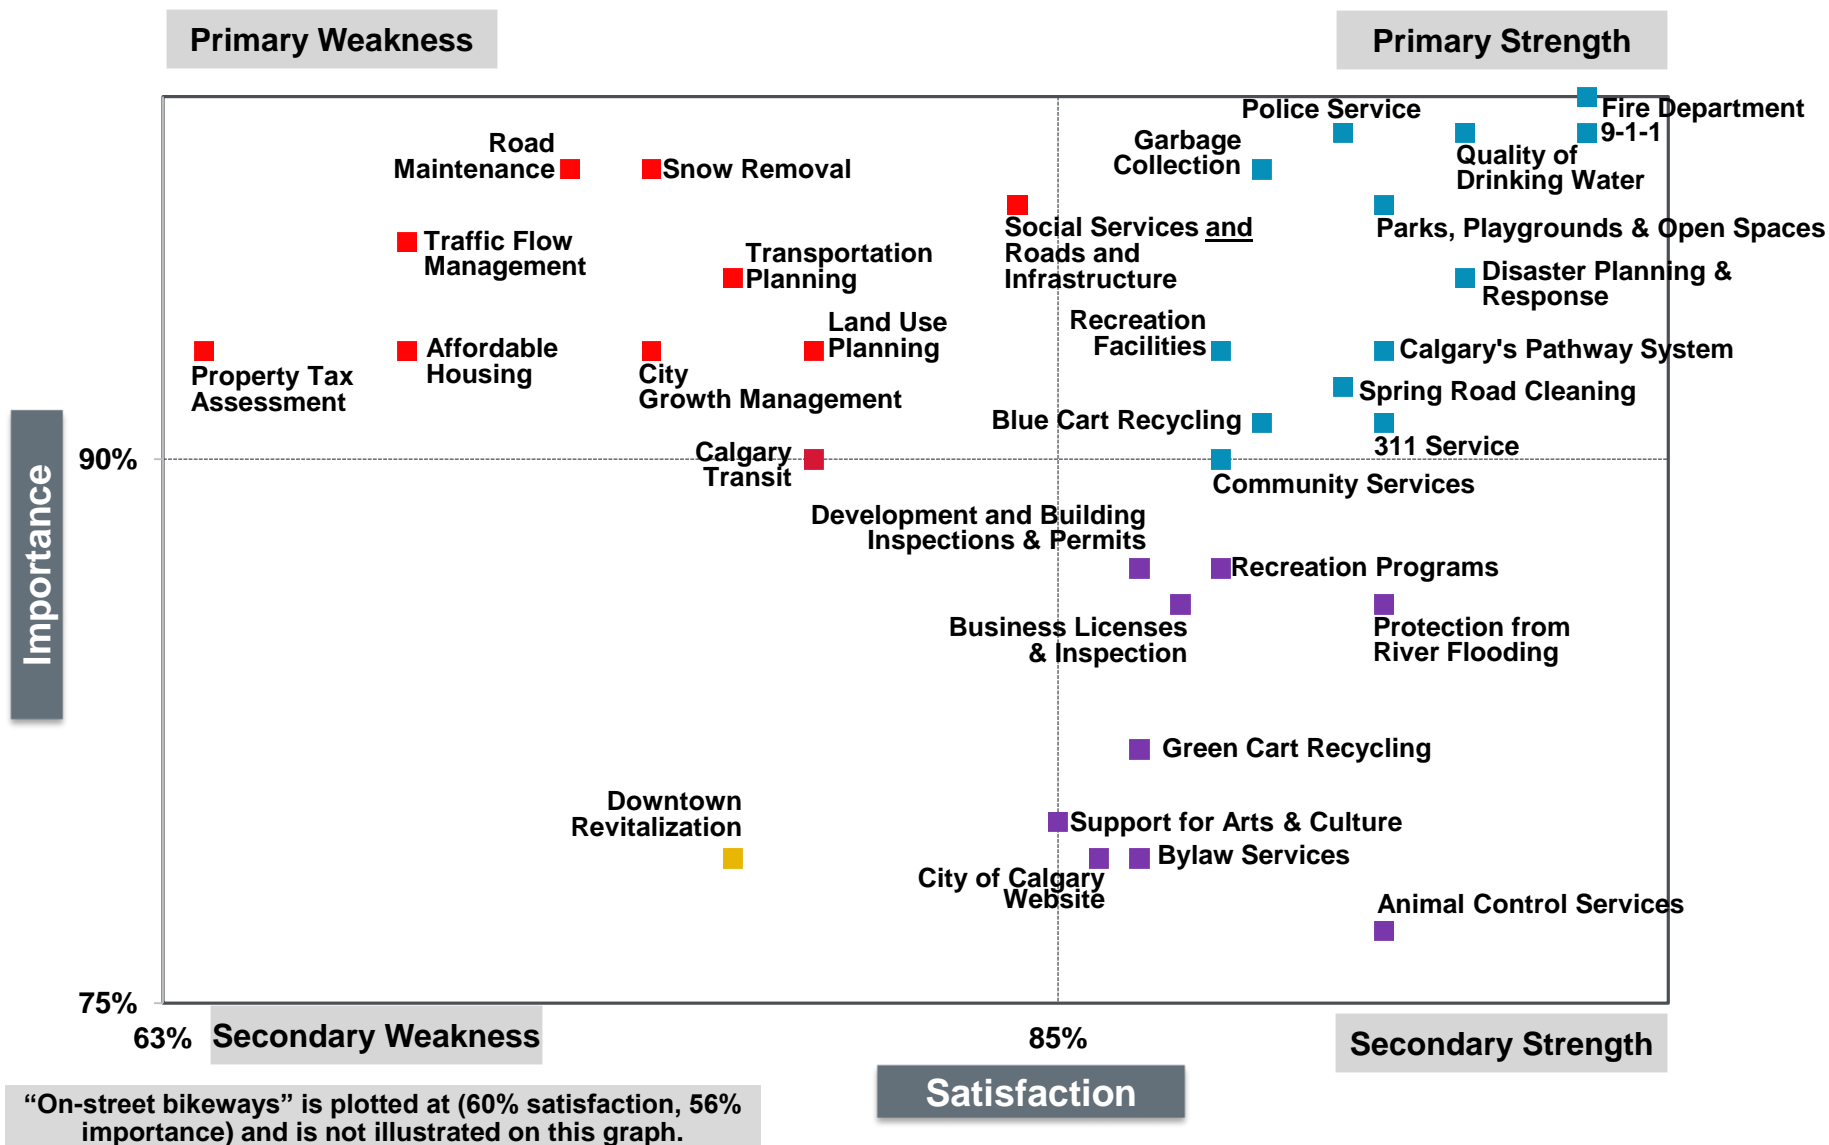 Primary Weakness
Primary Strength
Police Service
Fire Department
9-1-1
Garbage
Collection
Quality of
Drinking Water
Road
Maintenance
Snow Removal
Social Services and
Roads and
Infrastructure
Parks, Playgrounds & Open Spaces
Traffic Flow
Management
Transportation
Planning
Disaster Planning &
Response
Land Use
Planning
Recreation
Facilities
Calgary's Pathway System
Affordable
Housing
Property Tax
Assessment
City
Growth Management
Spring Road Cleaning
Blue Cart Recycling
311 Service
90%
Calgary
Transit
Community Services
Importance
Development and Building
Inspections & Permits
Recreation Programs
Business Licenses
& Inspection
Protection from
River Flooding
Green Cart Recycling
Downtown
Revitalization
Support for Arts & Culture
Bylaw Services
City of Calgary
Website
Animal Control Services
75%
63%
Secondary Weakness
85%
Secondary Strength
Satisfaction
“On-street bikeways” is plotted at (60% satisfaction, 56%
importance) and is not illustrated on this graph.